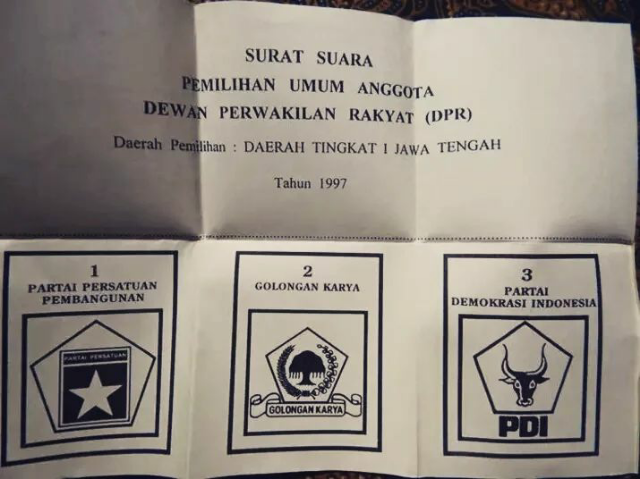 SURAT SUARA
PEMILIHAN UMUM ANGGOTA
DEWAN PERWAKILAN RAKYAT (DPR)
Daerah Pemilihan : DAERAH TINGKAT I JAWA TENGAH
Tahun 1997
1
PARTAI PERSATUAN
PEMBANGUNAN
PARTAI PERSATUAN
2
GOLONGAN KARYA
GOLONGAN KARYA
3
PARTAI
DEMOKRASI INDONESIA
PDI